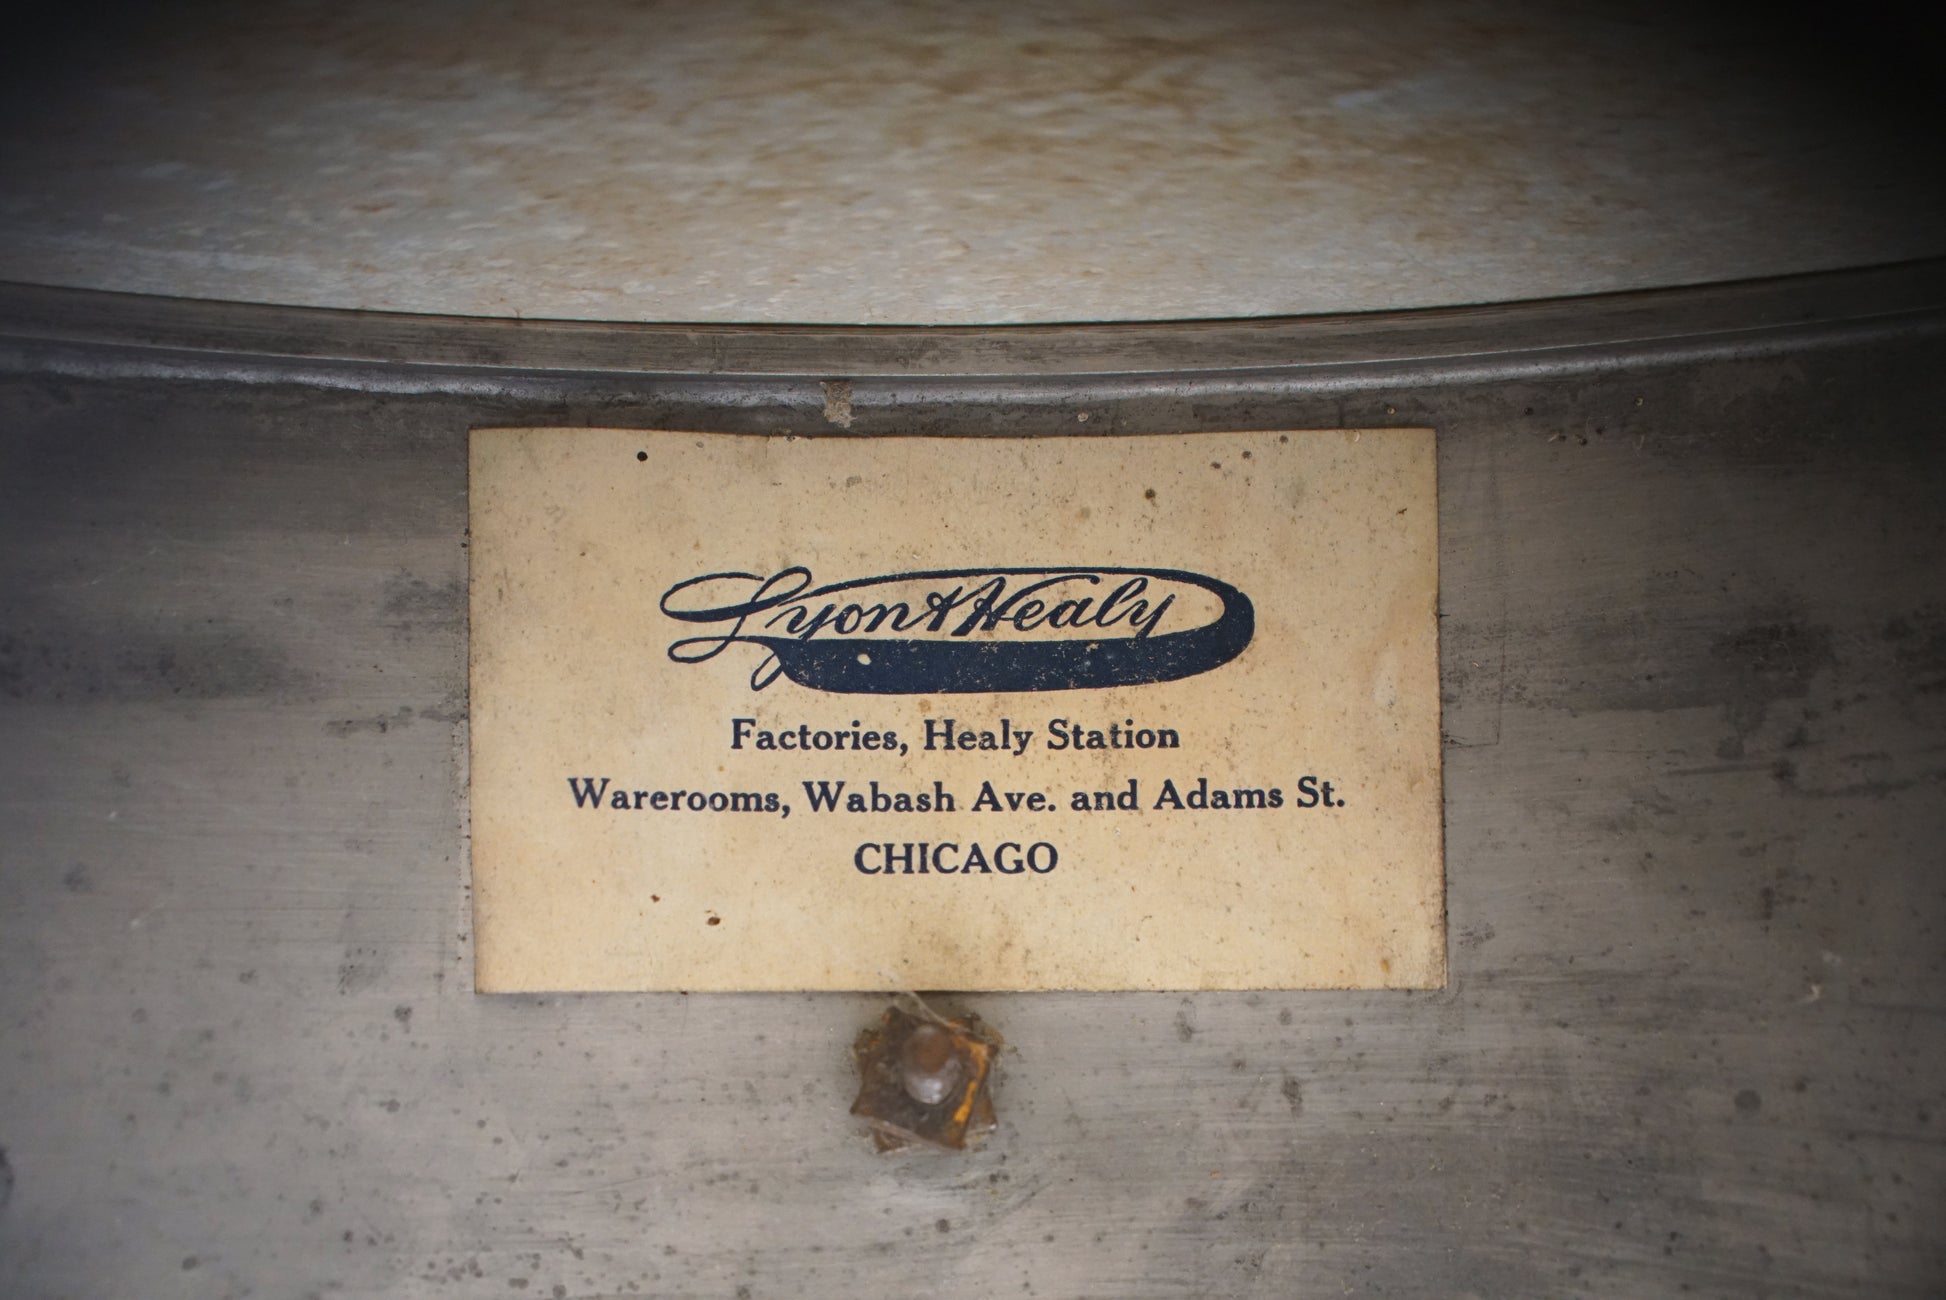 Lyon & Healy
Factories, Healy Station
Warerooms, Wabash Ave. and Adams St.
CHICAGO